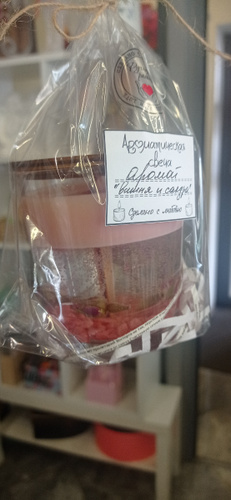 Ароматическая
свеча
аромат
"вишня и сакура"
Сделано с любовью